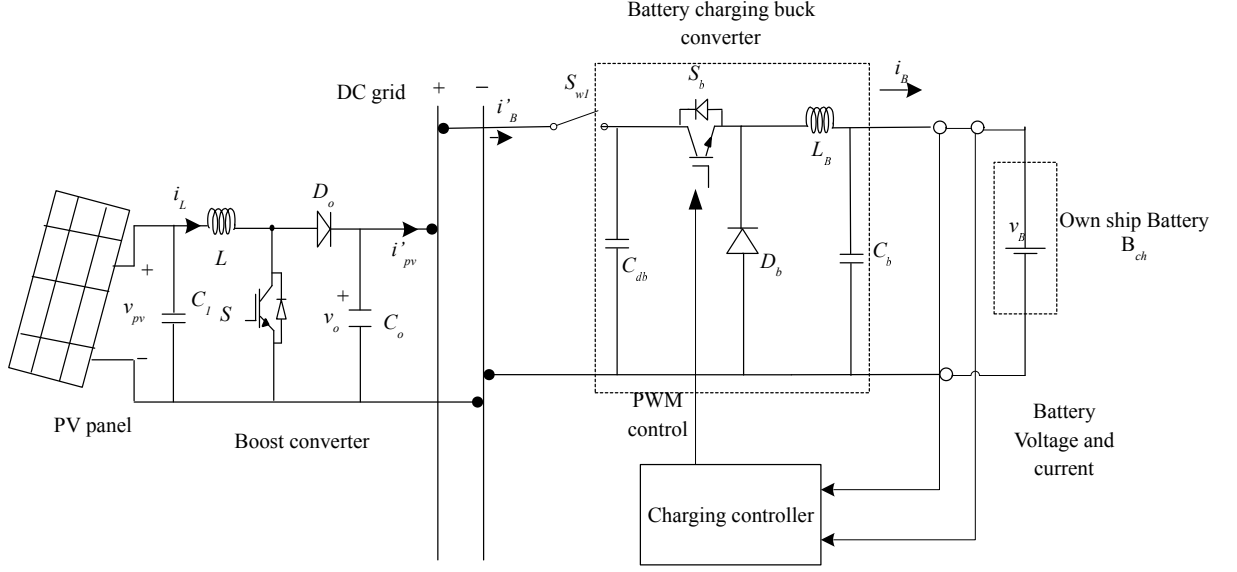 Battery charging buck
converter
DC grid
+
−
i'B
Sw1
Sb
iB
LB
iL
Do
L
i'pv
+
vpv
−
C1
S
+
vo
Co
Cdb
Db
Cb
vB
Own ship Battery
Bch
PV panel
Boost converter
PWM
control
Battery
Voltage and
current
Charging controller